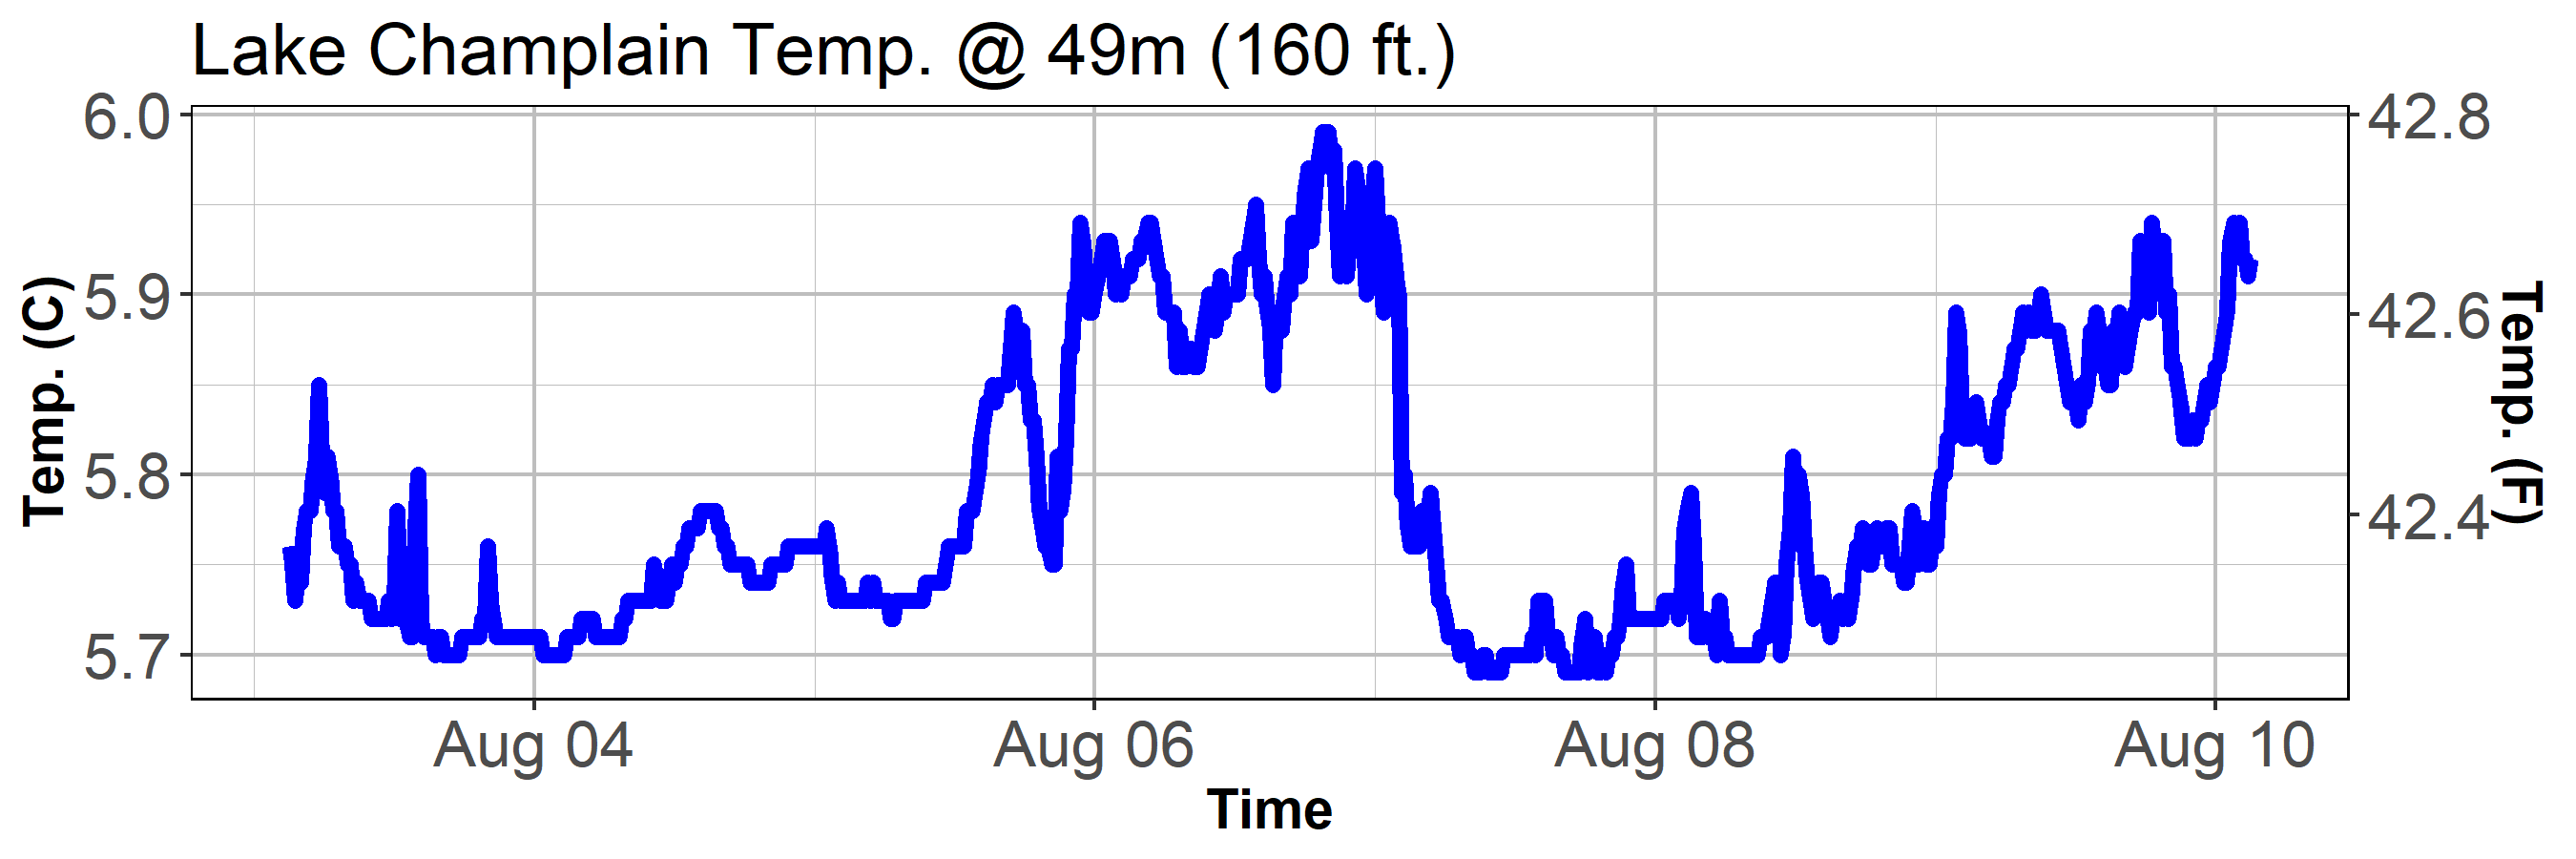 Lake Champlain Temp. @ 49m (160 ft.)
6.0
5.9
5.8
5.7
Temp. (C)
42.8
42.6
42.4
Temp. (F)
Aug 04
Aug 06
Aug 08
Aug 10
Time